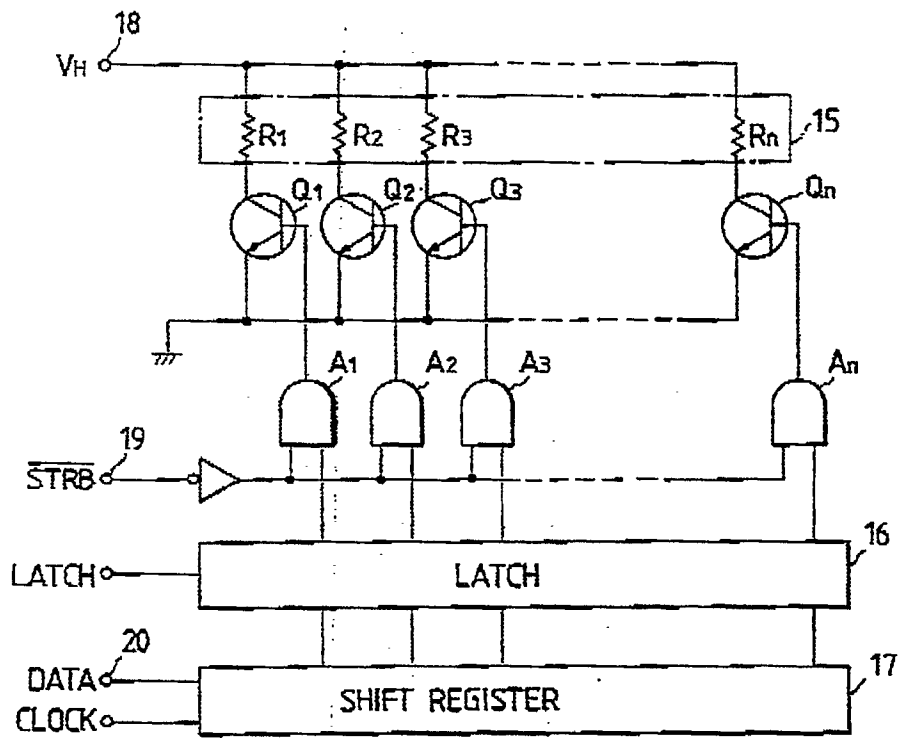 18
VH
R1 R2 R3 Rn 15
Q1 Q2 Q3 Qn
A1 A2 A3 An
19
STRB
16
LATCH LATCH
20
DATA 17
SHIFT REGISTER
CLOCK